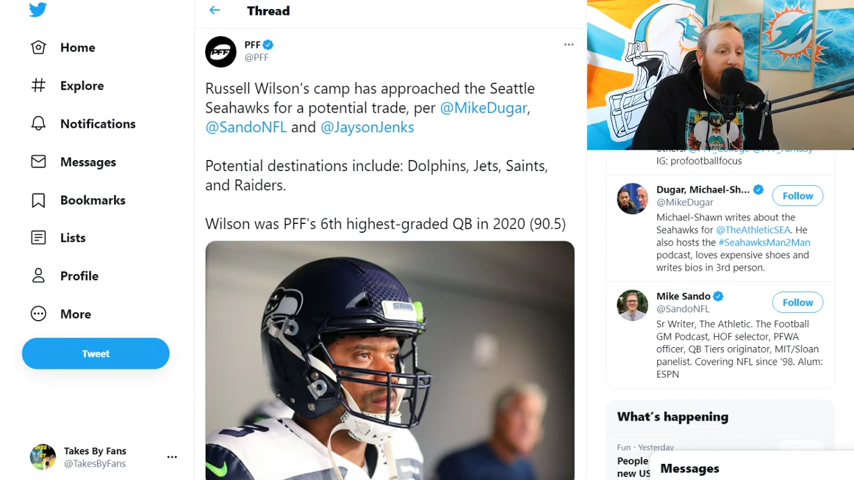 Thread
Home
Explore
Notifications
Messages
Bookmarks
Lists
Profile
More
Tweet
Takes By Fans
@TakesByFans
PFF
PFF
@PFF
Russell Wilson's camp has approached the Seattle
Seahawks for a potential trade, per @MikeDugar,
@SandoNFL and @JaysonJenks
Potential destinations include: Dolphins, Jets, Saints,
and Raiders.
Wilson was PFF's 6th highest-graded QB in 2020 (90.5)
IG: profootballfocus
Dugar, Michael-Sh...
@MikeDugar
Follow
Michael-Shawn writes about the
Seahawks for @TheAthleticSEA. He
also hosts the #SeahawksMan2Man
podcast, loves expensive shoes and
writes bios in 3rd person.
Mike Sando
@SandoNFL
Follow
Sr Writer, The Athletic. The Football
GM Podcast, HOF selector, PFWA
officer, QB Tiers originator, MIT/Sloan
panelist. Covering NFL since '98. Alum:
ESPN
What's happening
Fun · Yesterday
People
new US
Messages